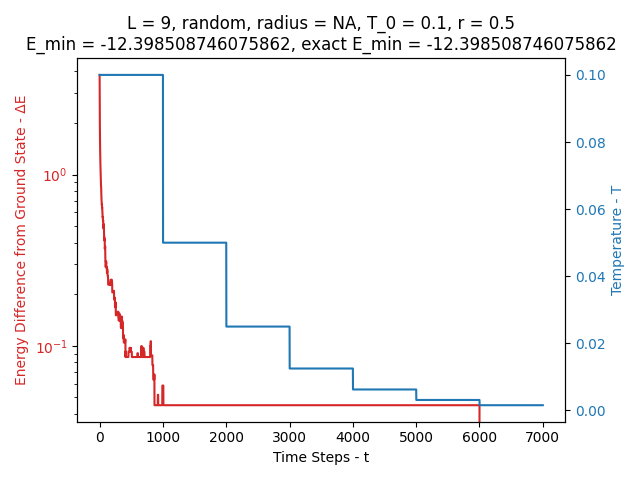 L = 9, random, radius = NA, T_0 = 0.1, r = 0.5
E_min = -12.398508746075862, exact E_min = -12.398508746075862
Energy Difference from Ground State - ΔE
10⁰
10⁻¹
0.10
0.08
0.06
0.04
0.02
0.00
Temperature - T
0 1000 2000 3000 4000 5000 6000 7000
Time Steps - t